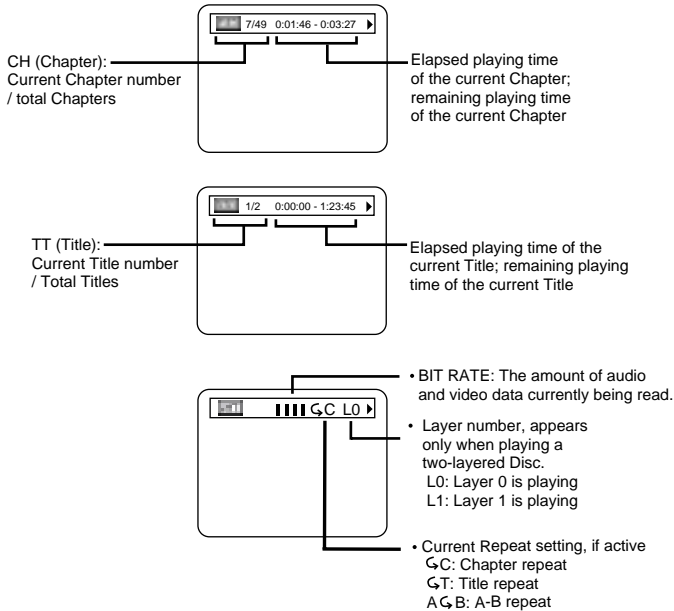 7/49 0:01:46 - 0:03:27
CH (Chapter):
Current Chapter number
/ total Chapters
Elapsed playing time
of the current Chapter;
remaining playing time
of the current Chapter
1/2 0:00:00 - 1:23:45
TT (Title):
Current Title number
/ Total Titles
Elapsed playing time of the
current Title; remaining playing
time of the current Title
• BIT RATE: The amount of audio
and video data currently being read.
C L0
• Layer number, appears
only when playing a
two-layered Disc.
L0: Layer 0 is playing
L1: Layer 1 is playing
• Current Repeat setting, if active
C: Chapter repeat
T: Title repeat
A B: A-B repeat